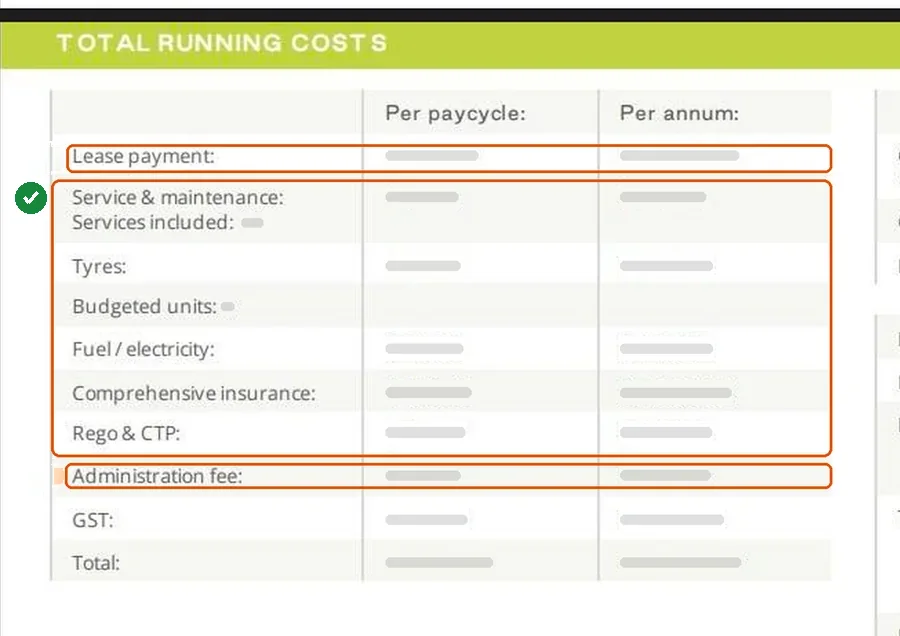 TOTAL RUNNING COSTS
Per paycycle: Per annum:
Lease payment:
Service & maintenance:
Services included:
Tyres:
Budgeted units:
Fuel / electricity:
Comprehensive insurance:
Rego & CTP:
Administration fee:
GST:
Total: